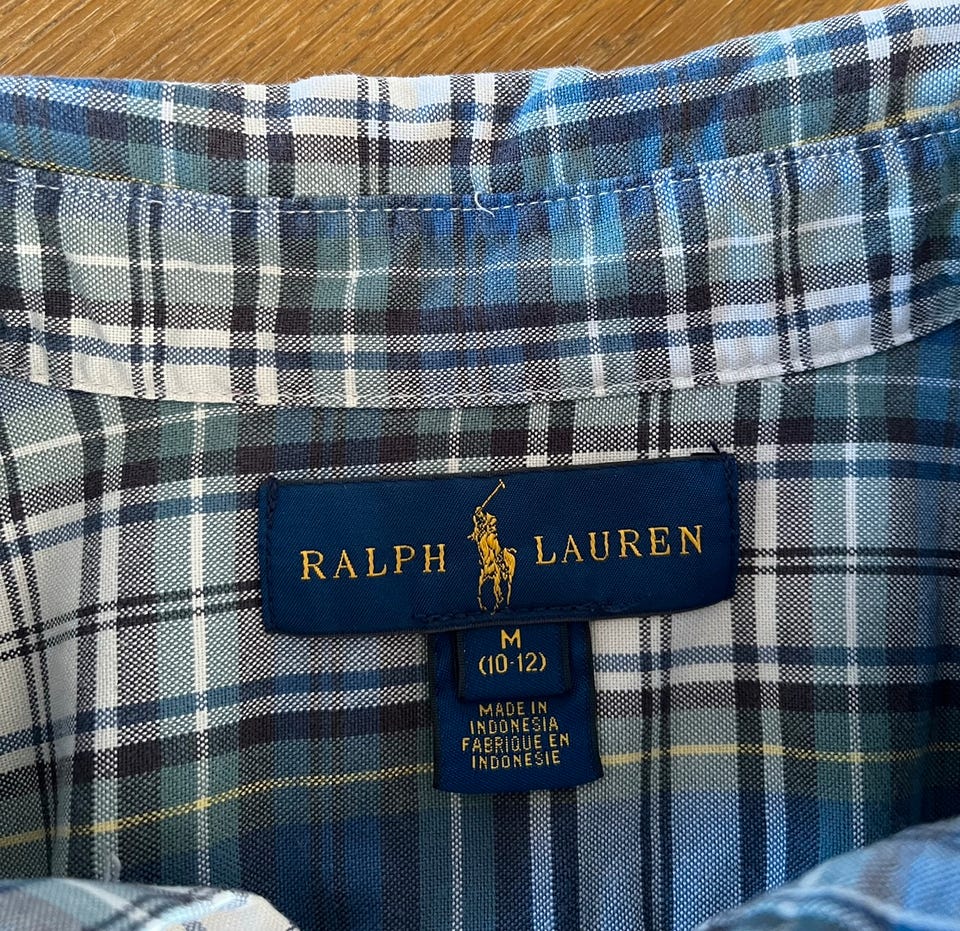 RALPH LAUREN
M
(10-12)
MADE IN
INDONESIA
FABRIQUE EN
INDONESIE